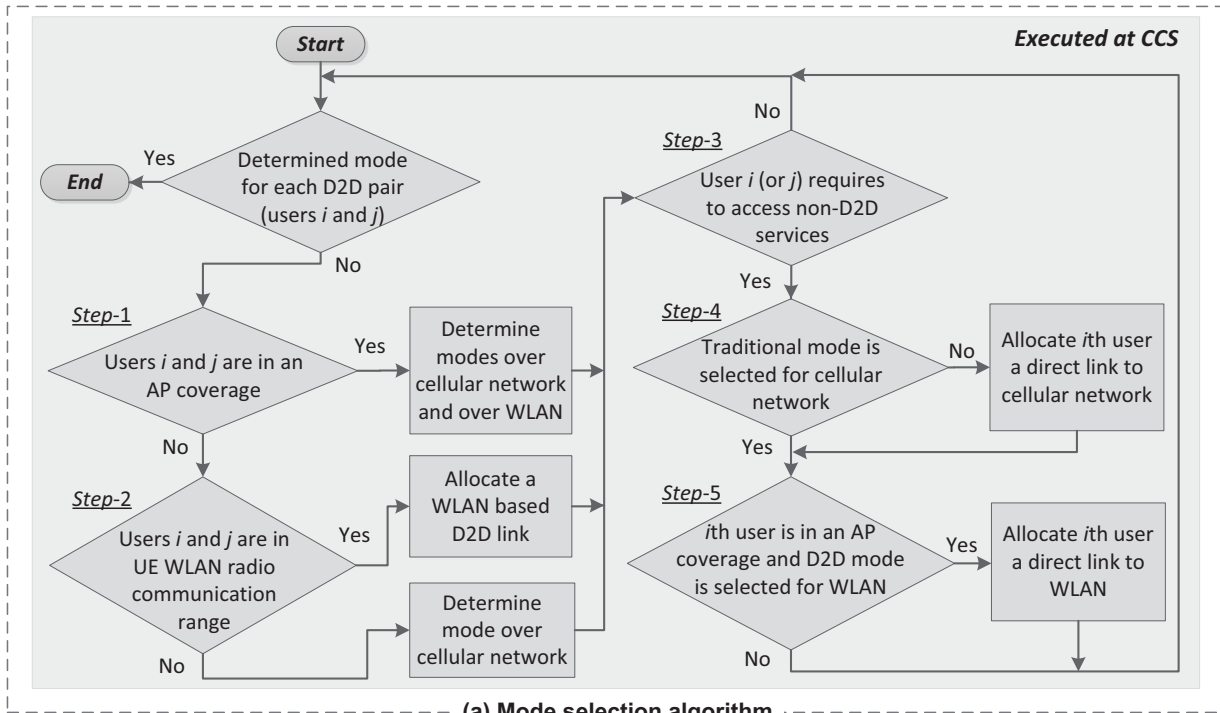 Start
Executed at CCS
No
Step-3
Yes
Determined mode
for each D2D pair
(users i and j)
End
User i (or j) requires
to access non-D2D
services
No
Yes
Step-1
Step-4
Users i and j are in an
AP coverage
Yes
Determine
modes over
cellular network
and over WLAN
Traditional mode is
selected for cellular
network
No
Allocate ith user
a direct link to
cellular network
No
Yes
Step-2
Step-5
Users i and j are in
UE WLAN radio
communication
range
Yes
Allocate a
WLAN based
D2D link
ith user is in an AP
coverage and D2D mode
is selected for WLAN
Yes
Allocate ith user
a direct link to
WLAN
Determine
mode over
cellular network
No
No
(a) Mode selection algorithm